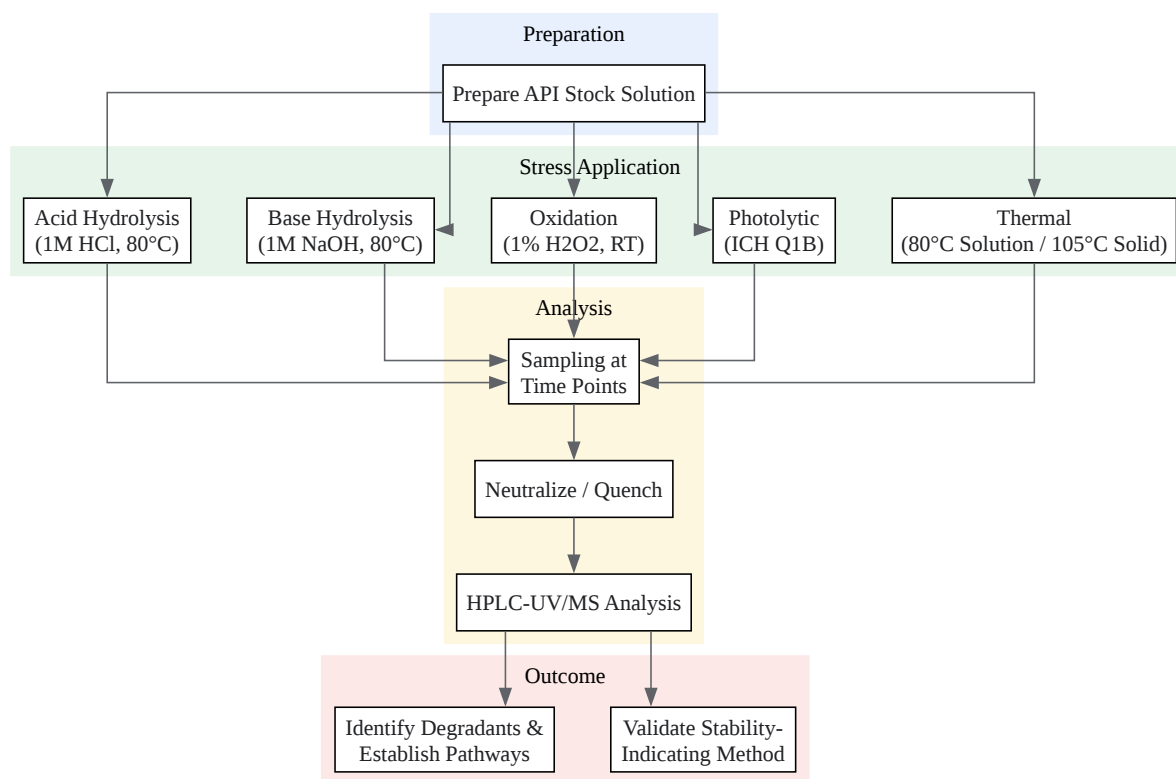 Preparation
Prepare API Stock Solution
Stress Application
Acid Hydrolysis
(1M HCl, 80°C)
Base Hydrolysis
(1M NaOH, 80°C)
Oxidation
(1% H2O2, RT)
Photolytic
(ICH Q1B)
Thermal
(80°C Solution / 105°C Solid)
Analysis
Sampling at
Time Points
Neutralize / Quench
HPLC-UV/MS Analysis
Outcome
Identify Degradants &
Establish Pathways
Validate Stability-
Indicating Method